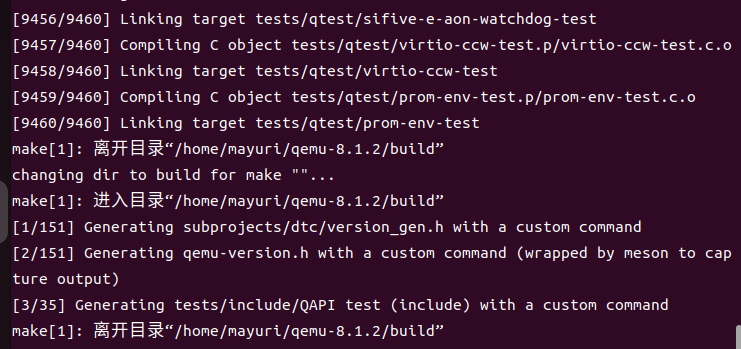 [9456/9460] Linking target tests/qtest/sifive-e-aon-watchdog-test
[9457/9460] Compiling C object tests/qtest/virtio-ccw-test.p/virtio-ccw-test.c.o
[9458/9460] Linking target tests/qtest/virtio-ccw-test
[9459/9460] Compiling C object tests/qtest/prom-env-test.p/prom-env-test.c.o
[9460/9460] Linking target tests/qtest/prom-env-test
make[1]: 离开目录“/home/mayuri/qemu-8.1.2/build”
changing dir to build for make ""...
make[1]: 进入目录“/home/mayuri/qemu-8.1.2/build”
[1/151] Generating subprojects/dtc/version_gen.h with a custom command
[2/151] Generating qemu-version.h with a custom command (wrapped by meson to cap
ture output)
[3/35] Generating tests/include/QAPI test (include) with a custom command
make[1]: 离开目录“/home/mayuri/qemu-8.1.2/build”